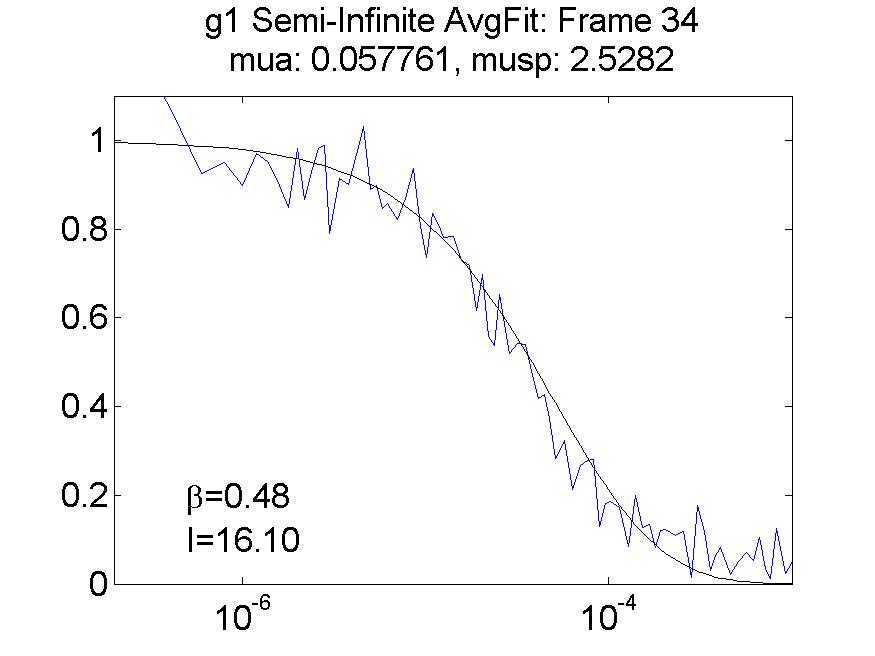 g1 Semi-Infinite AvgFit: Frame 34
mua: 0.057761, musp: 2.5282
1
0.8
0.6
0.4
0.2
0
β=0.48
I=16.10
10^-6
10^-4